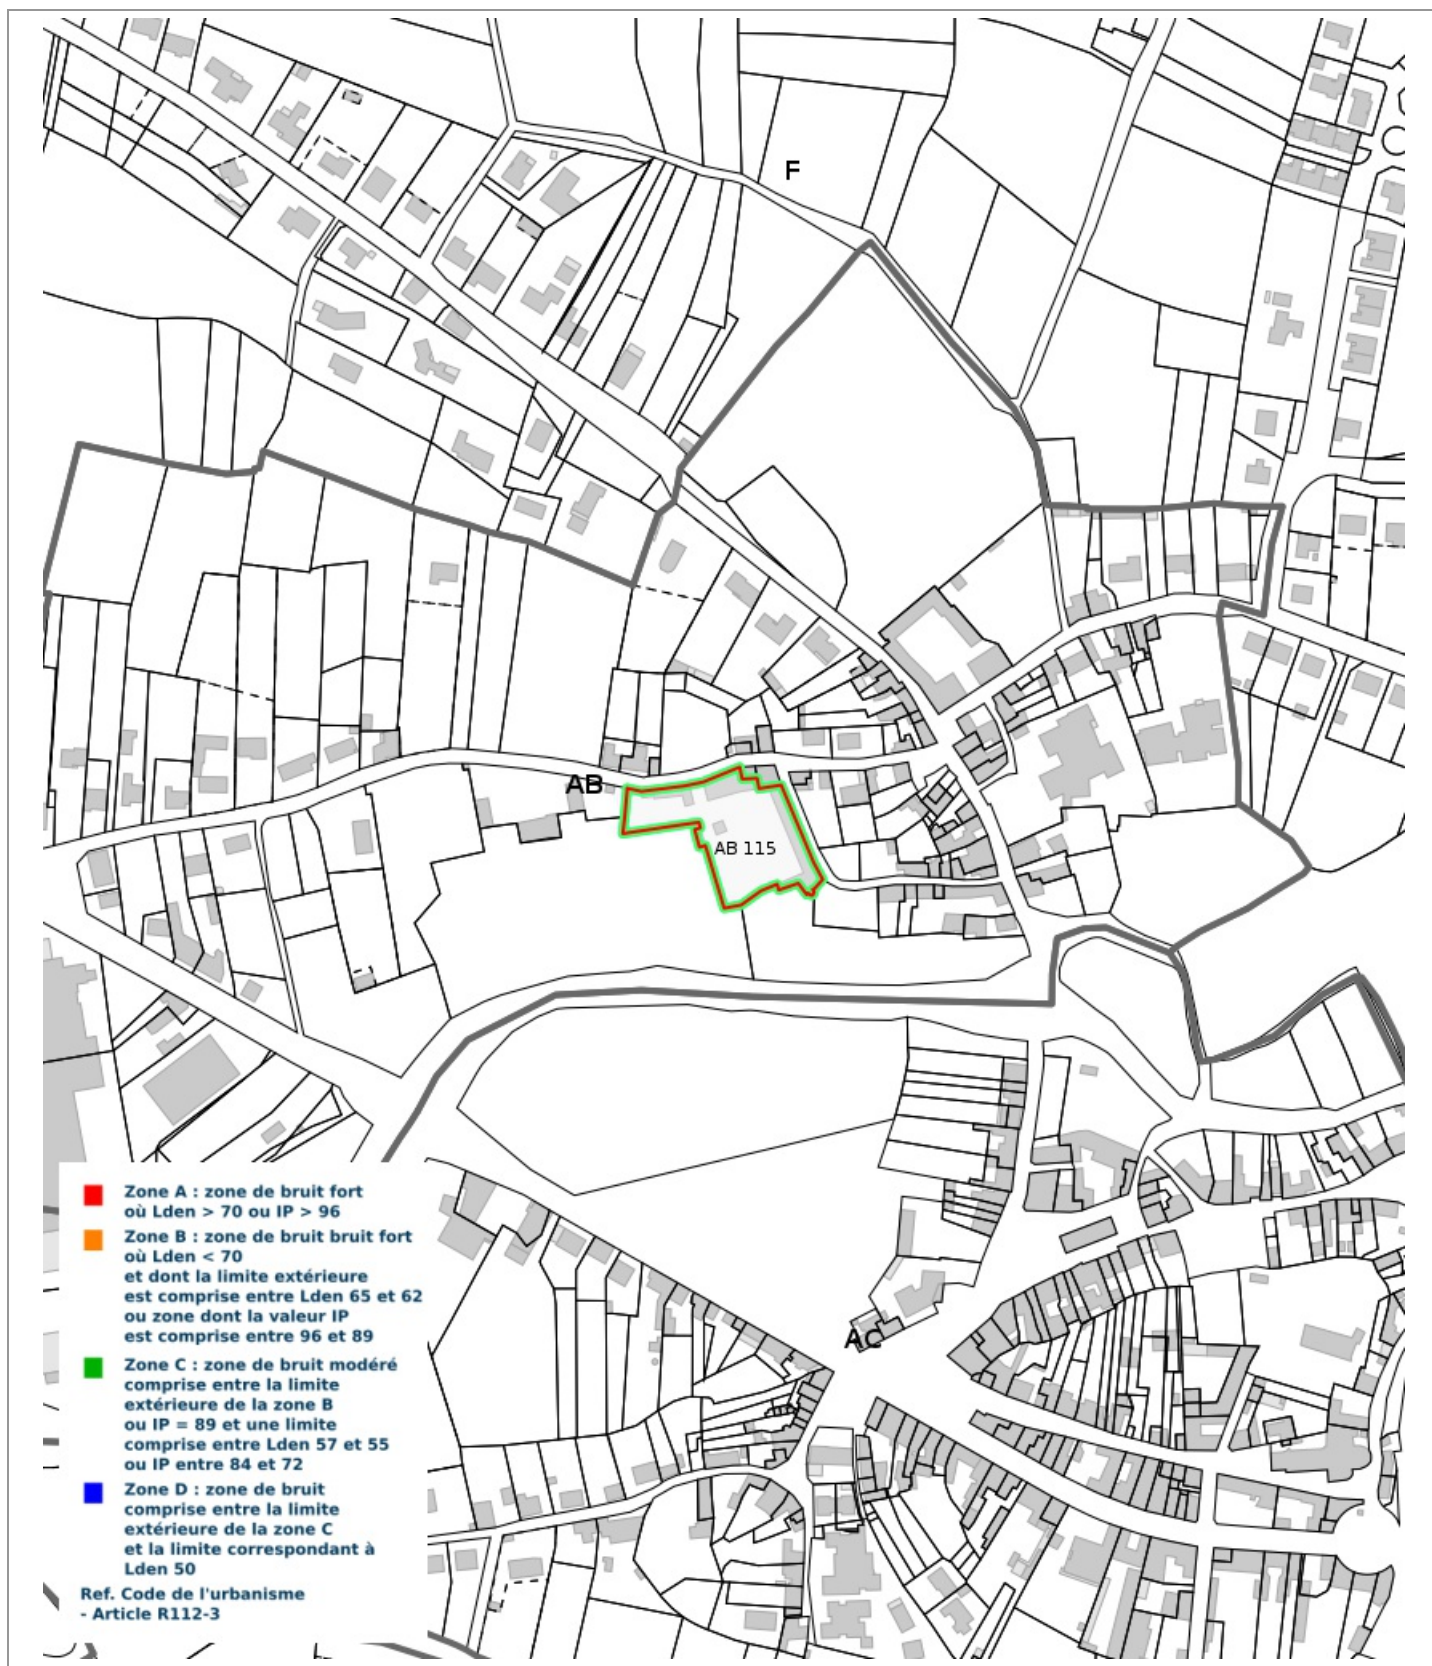 F
AB
AB 115
AC
Zone A : zone de bruit fort
où Lden > 70 ou IP > 96
Zone B : zone de bruit bruit fort
où Lden < 70
et dont la limite extérieure
est comprise entre Lden 65 et 62
ou zone dont la valeur IP
est comprise entre 96 et 89
Zone C : zone de bruit modéré
comprise entre la limite
extérieure de la zone B
ou IP = 89 et une limite
comprise entre Lden 57 et 55
ou IP entre 84 et 72
Zone D : zone de bruit
comprise entre la limite
extérieure de la zone C
et la limite correspondant à
Lden 50
Ref. Code de l'urbanisme
- Article R112-3